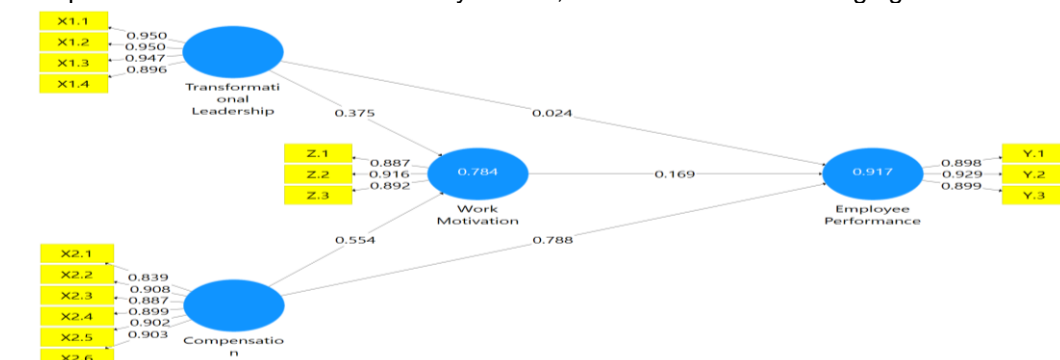 X1.1
X1.2
X1.3
X1.4
0.950
0.950
0.947
0.896
Transformati
onal
Leadership
0.375
0.024
Z.1
Z.2
Z.3
0.887
0.916
0.892
0.784
Work
Motivation
0.169
0.917
Employee
Performance
0.898
0.929
0.899
Y.1
Y.2
Y.3
0.554
0.788
X2.1
X2.2
X2.3
X2.4
X2.5
X2.6
0.839
0.908
0.887
0.899
0.902
0.903
Compensatio
n